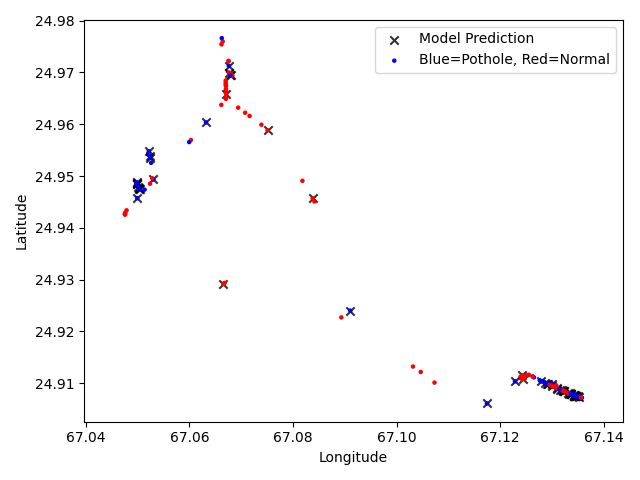 24.98
24.97
24.96
24.95
24.94
24.93
24.92
24.91
Latitude
67.04 67.06 67.08 67.10 67.12 67.14
Longitude
Model Prediction
Blue=Pothole, Red=Normal